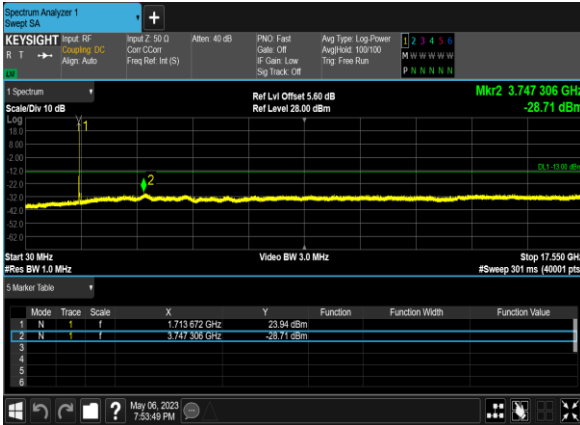 Spectrum Analyzer 1
Swept SA
+
KEYSIGHT Input: RF Input Z: 50 Ω Atten: 40 dB PNO: Fast Avg Type: Log-Power 1 2 3 4 5 6
R T Coupling: DC Corr CCorr Gate: Off Avg|Hold: 100/100 M W W W W W
Align: Auto Freq Ref: Int (S) IF Gain: Low Trig: Free Run P N N N N N
Sig Track: Off
LV
1 Spectrum Ref Lvl Offset 5.60 dB Mkr2 3.747 306 GHz
Scale/Div 10 dB Ref Level 28.00 dBm -28.71 dBm
Log
18.0
8.00
-2.00
-12.0
-22.0
-32.0
-42.0
-52.0
-62.0
1
2
DL1 -13.00 dBm
Start 30 MHz Video BW 3.0 MHz Stop 17.550 GHz
#Res BW 1.0 MHz #Sweep 301 ms (40001 pts)
5 Marker Table
Mode Trace Scale X Y Function Function Width Function Value
1 N 1 f 1.713 672 GHz 23.94 dBm
2 N 1 f 3.747 306 GHz -28.71 dBm
3
4
5
6
? May 06, 2023
7:53:49 PM